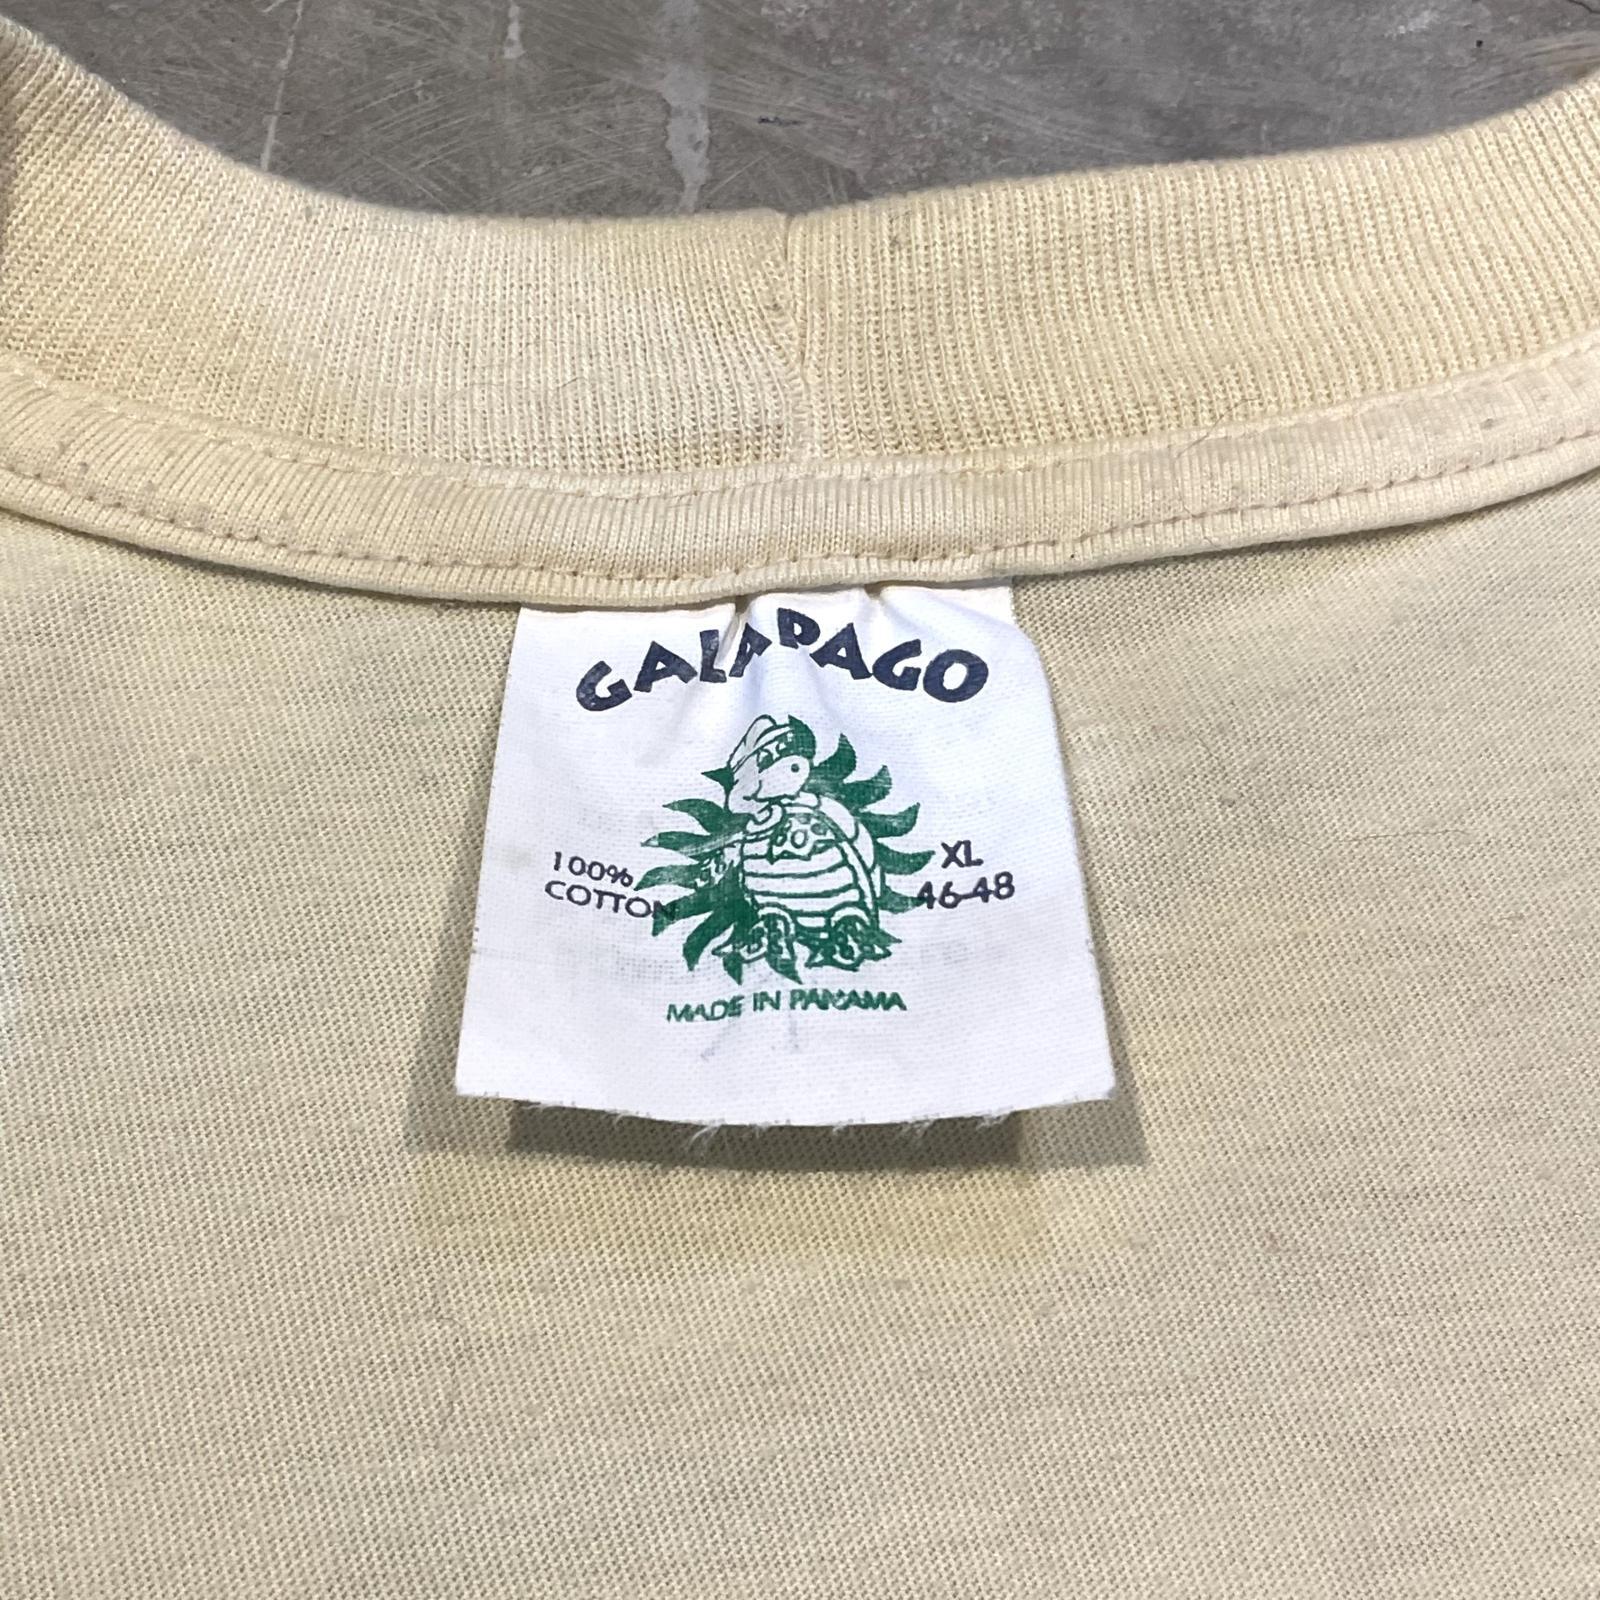 GALAPAGO
100%
COTTON
XL
46-48
MADE IN PANAMA